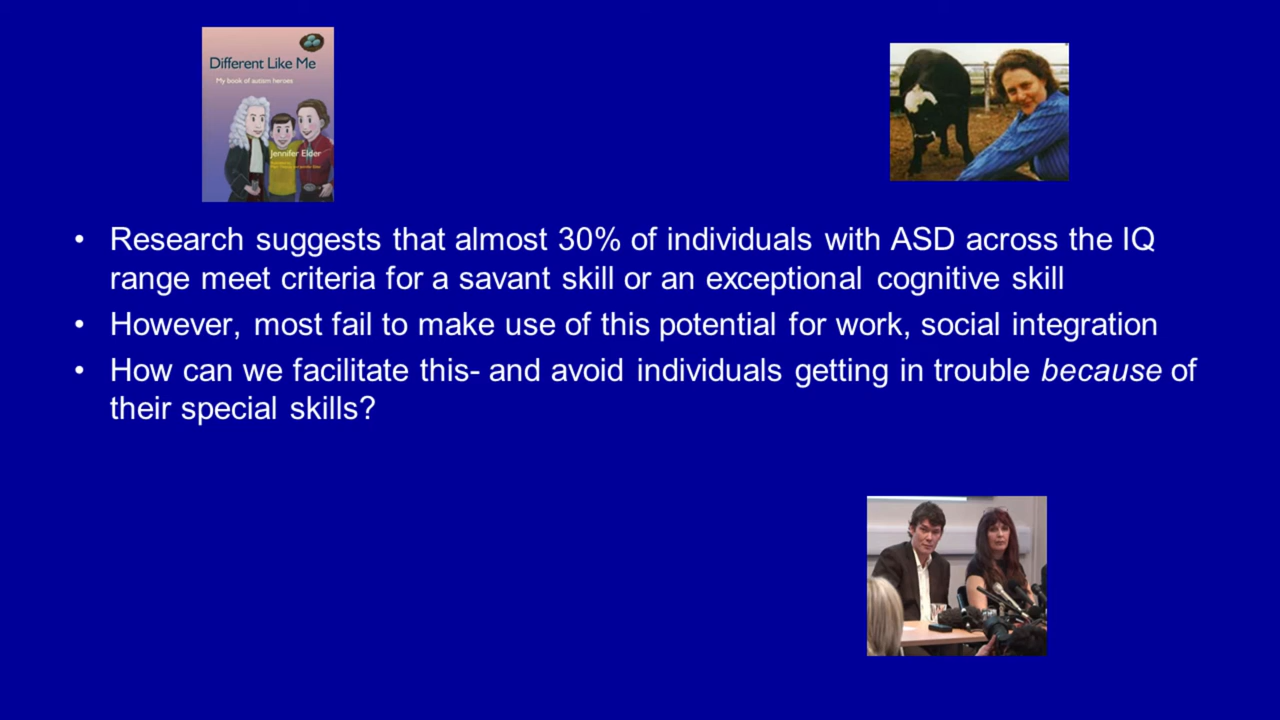 Different Like Me
My book of autism heroes
Jennifer Elder
• Research suggests that almost 30% of individuals with ASD across the IQ
range meet criteria for a savant skill or an exceptional cognitive skill
• However, most fail to make use of this potential for work, social integration
• How can we facilitate this- and avoid individuals getting in trouble because of
their special skills?